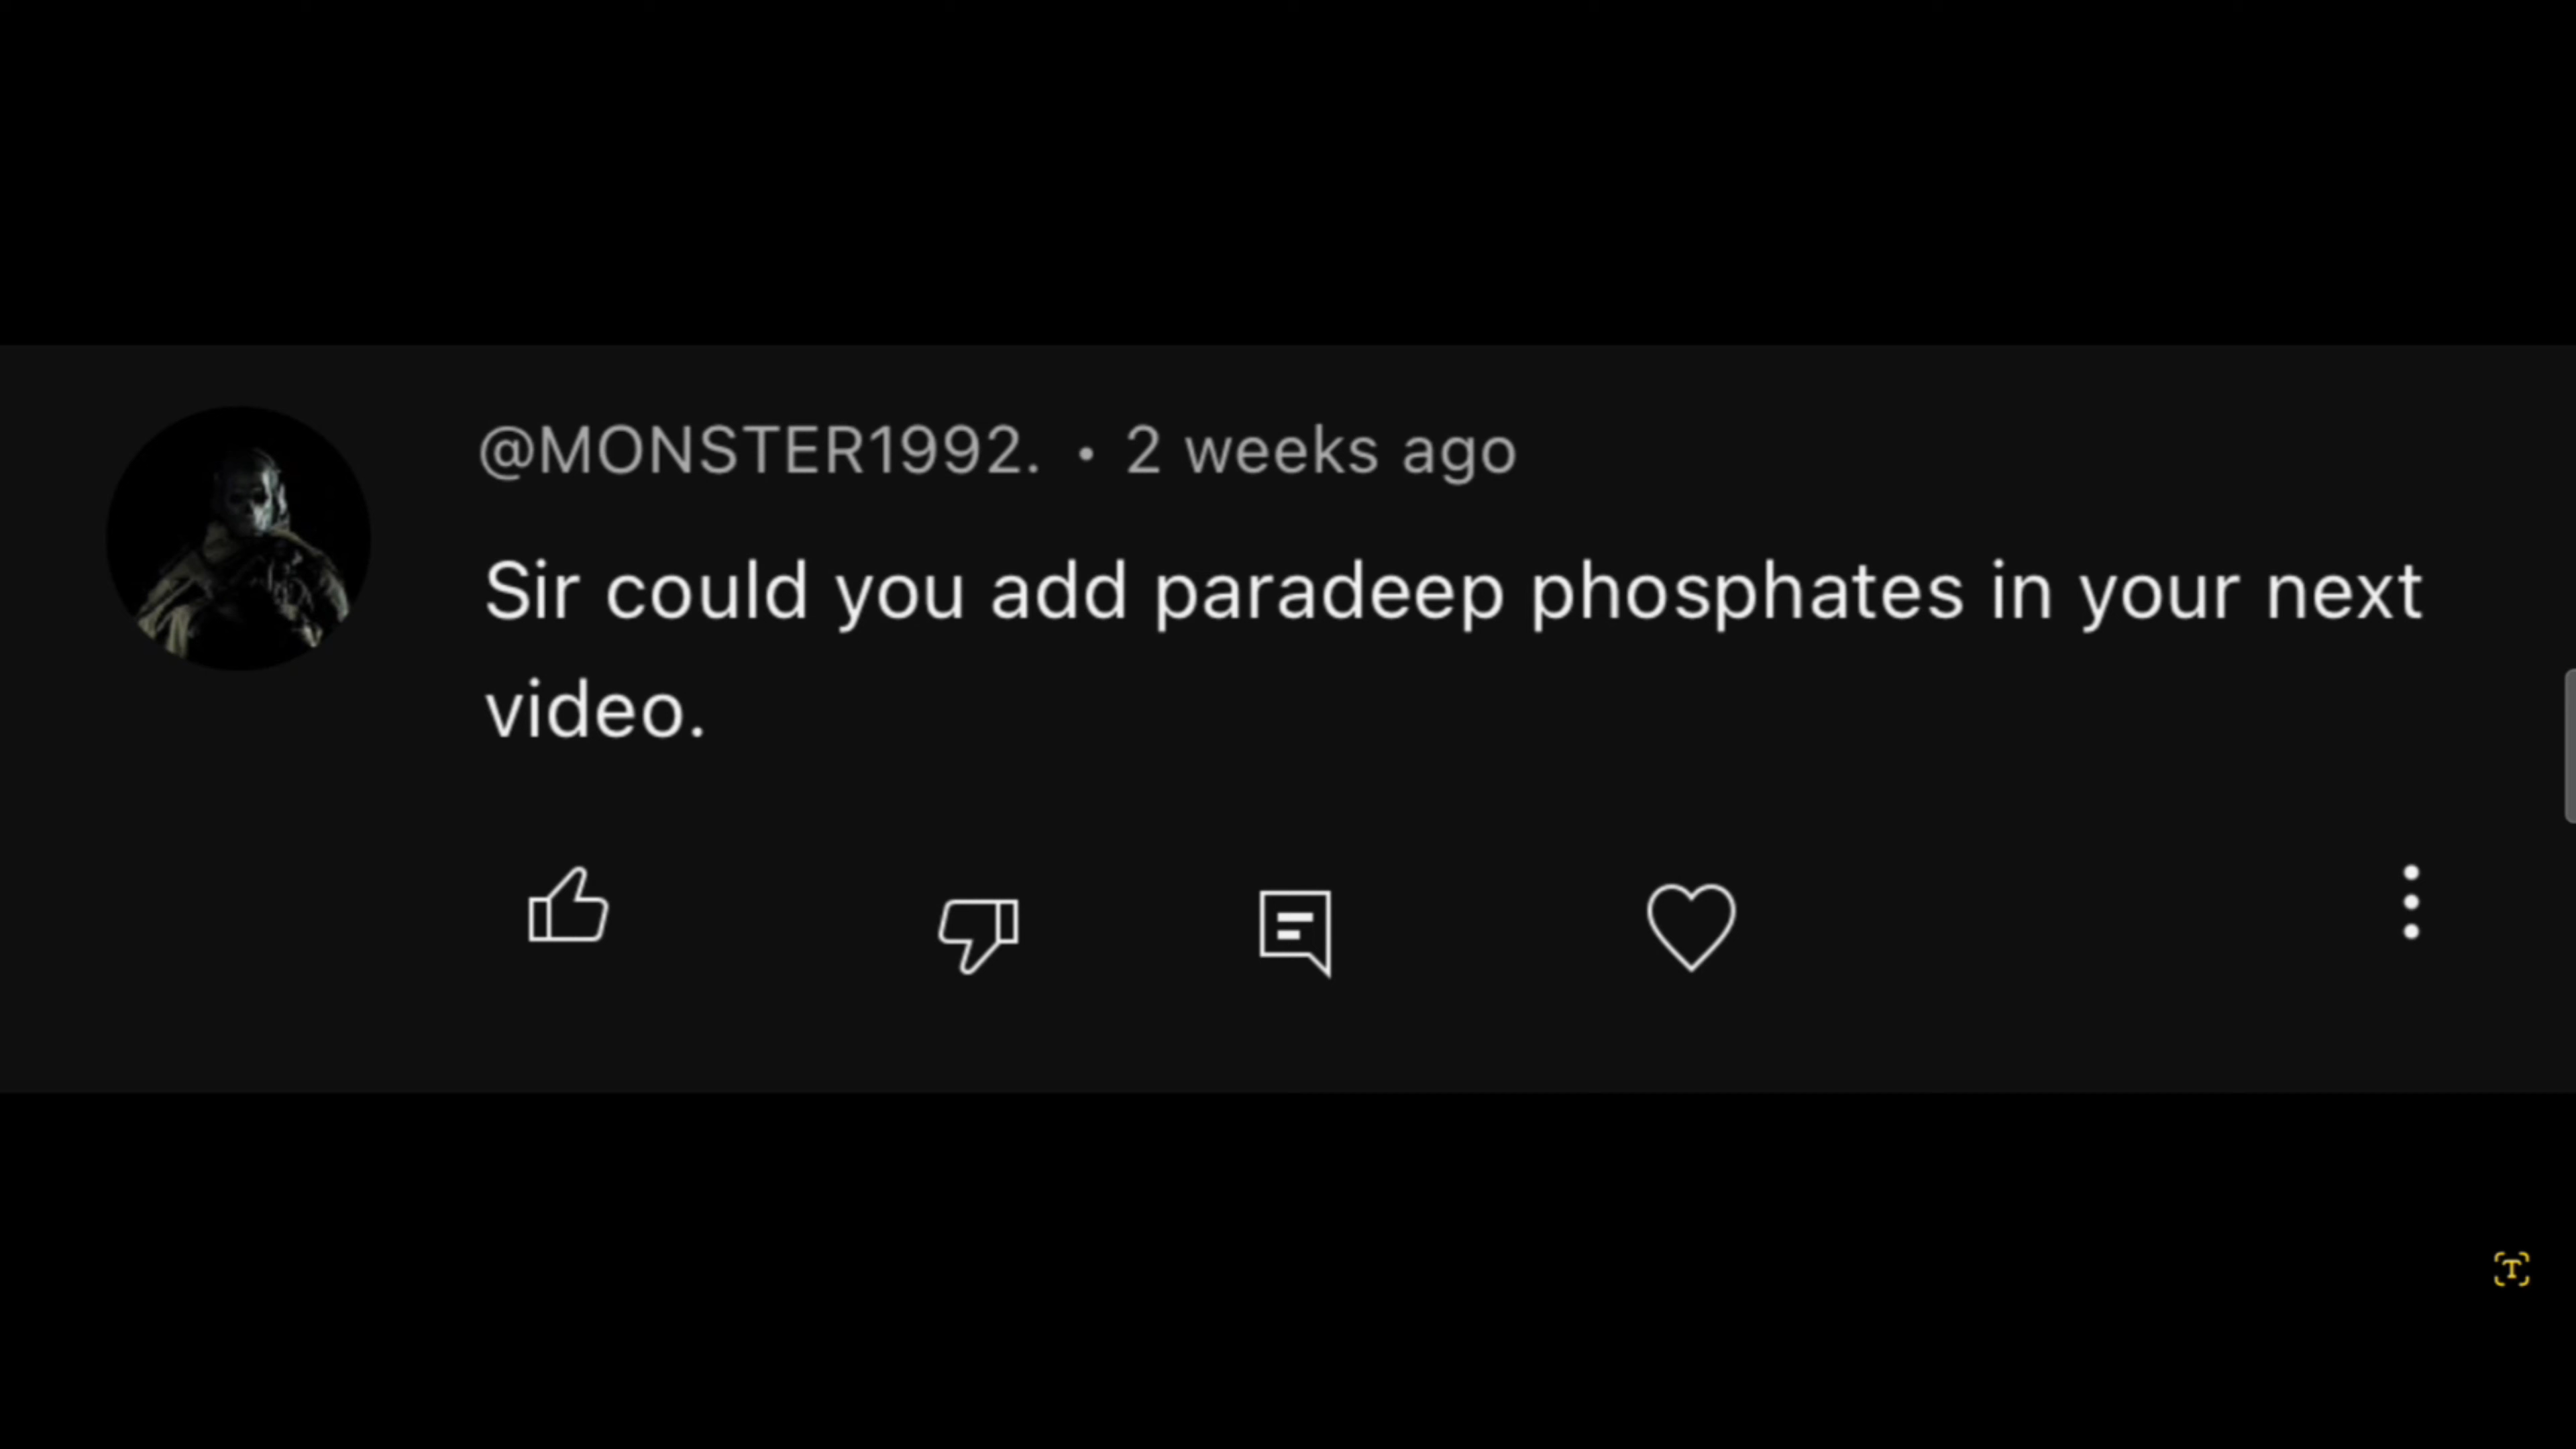 @MONSTER1992. • 2 weeks ago
Sir could you add paradeep phosphates in your next
video.